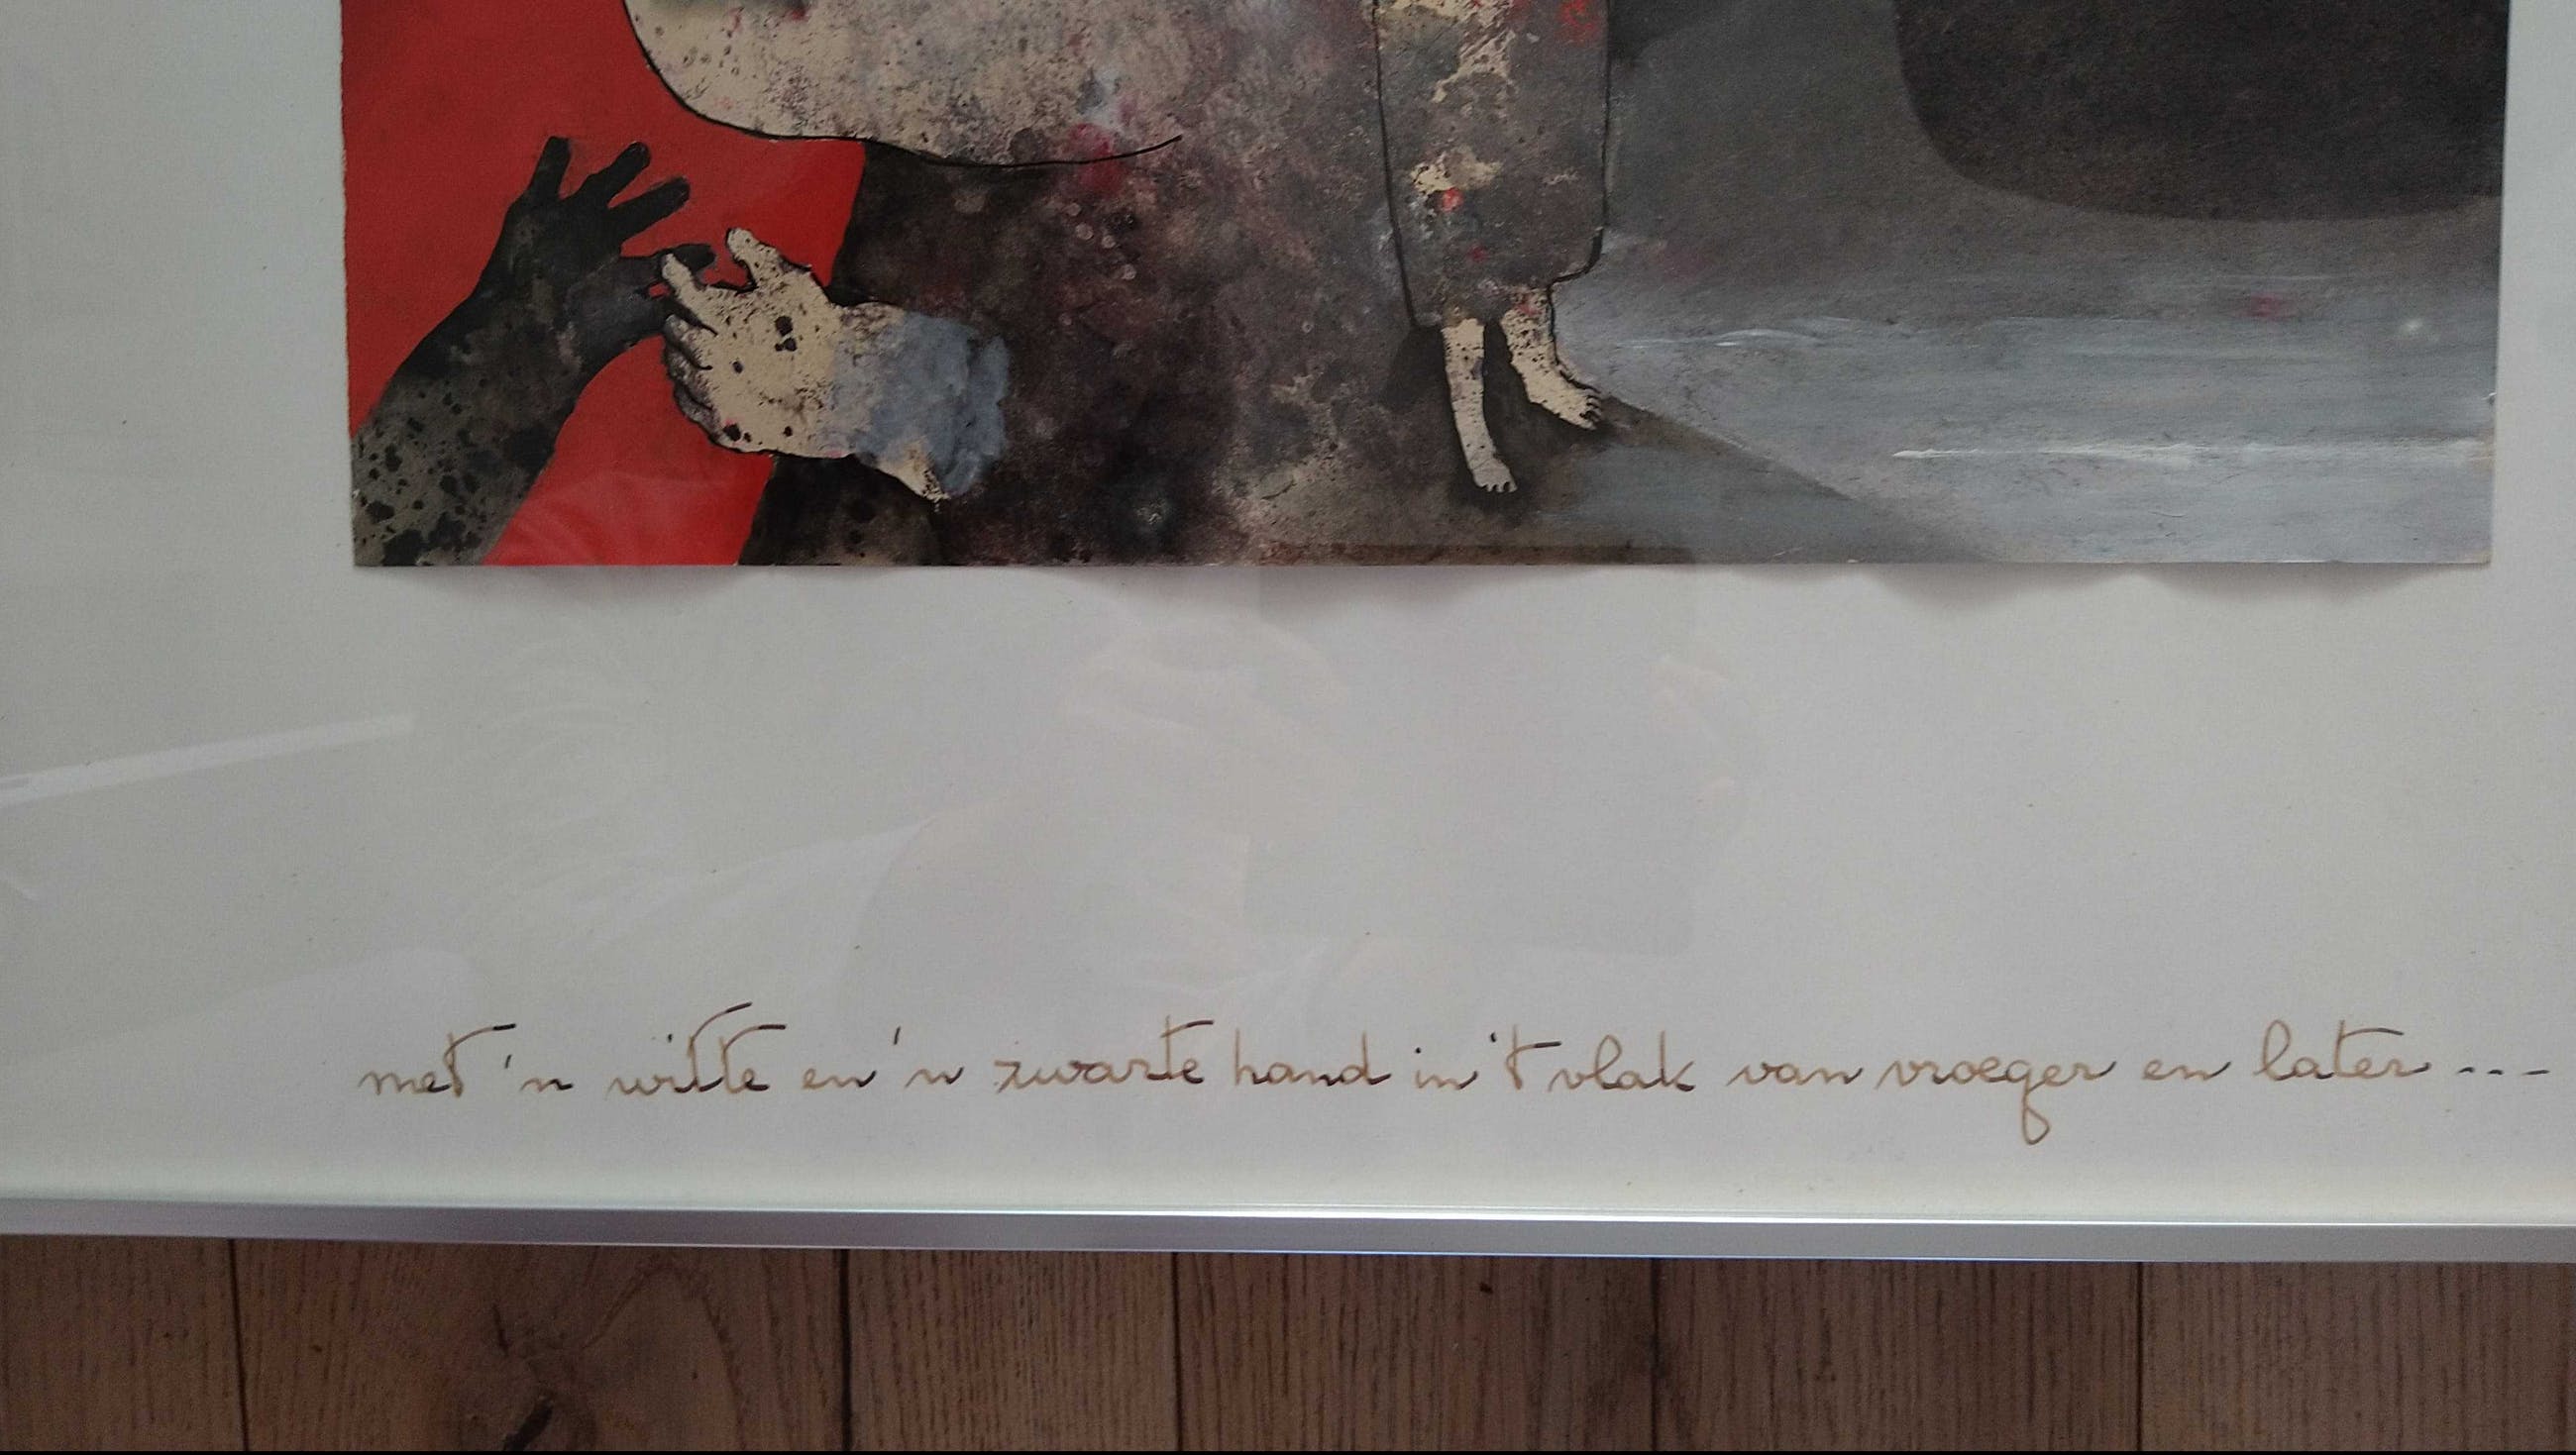 met 'n witte en 'n zwarte hand in 't vlak van vroeger en later...